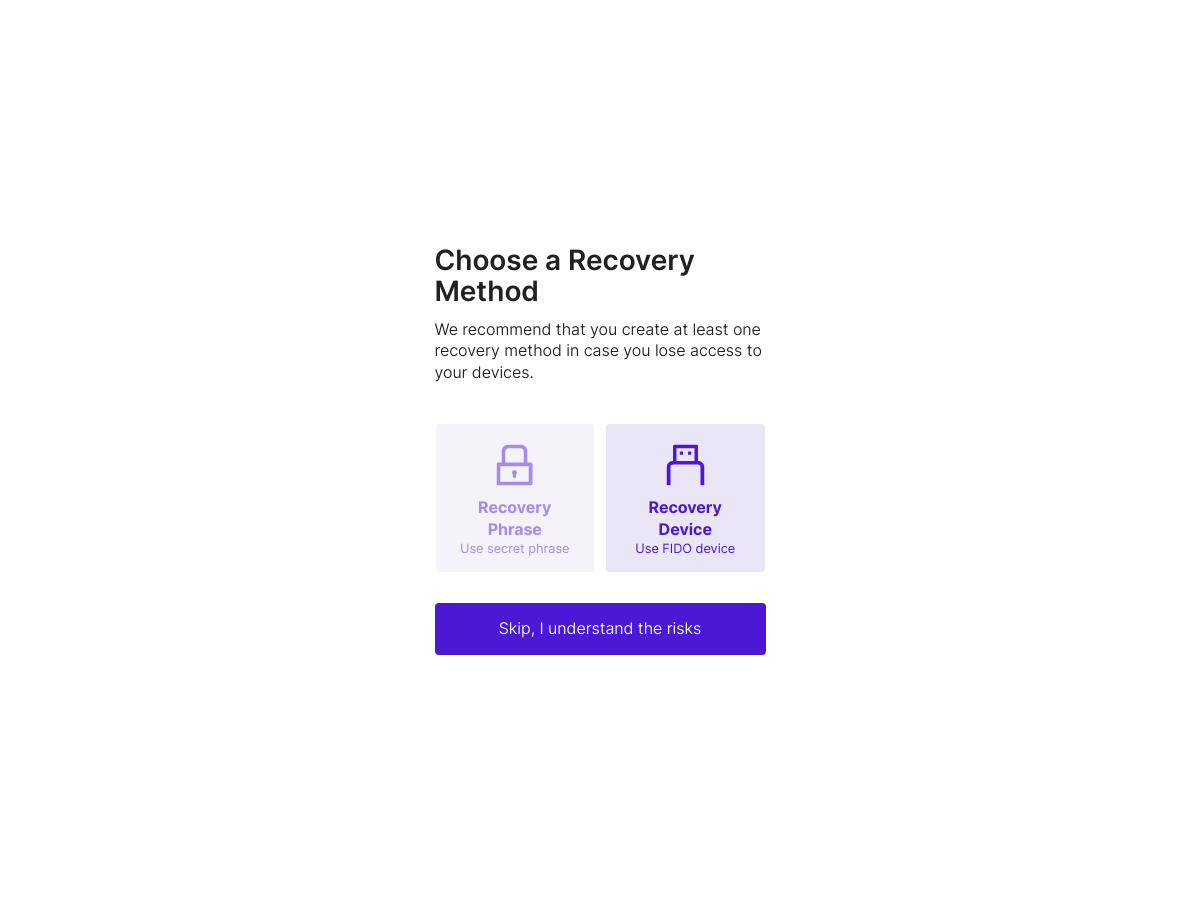 Choose a Recovery
Method
We recommend that you create at least one
recovery method in case you lose access to
your devices.
Recovery
Phrase
Use secret phrase
Recovery
Device
Use FIDO device
Skip, I understand the risks